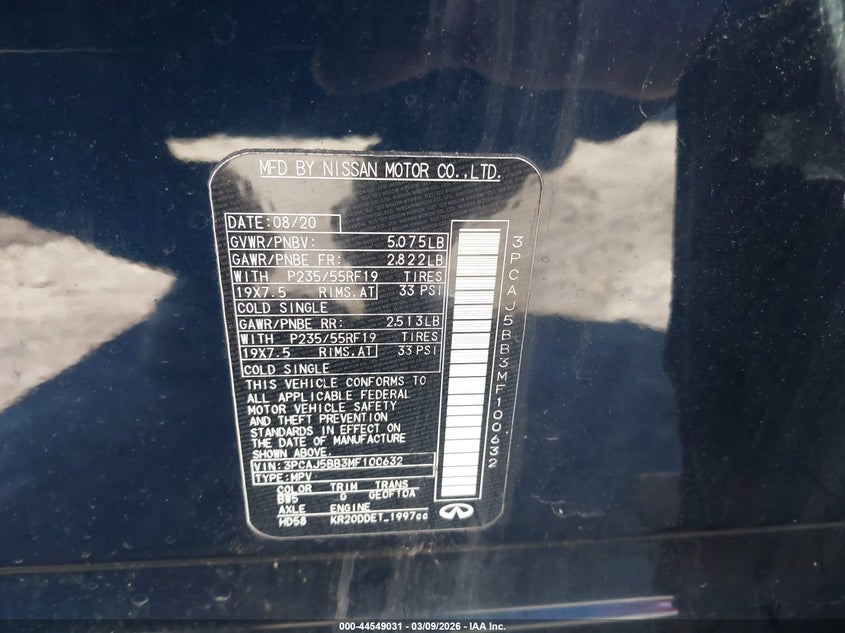 MFD BY NISSAN MOTOR CO.,LTD.
DATE:08/20
GVWR/PNBV: 5,075LB
GAWR/PNBE FR: 2,822LB
WITH P235/55RF19 TIRES
19X7.5 RIMS,AT 33 PSI
COLD SINGLE
GAWR/PNBE RR: 2,513LB
WITH P235/55RF19 TIRES
19X7.5 RIMS,AT 33 PSI
COLD SINGLE
THIS VEHICLE CONFORMS TO
ALL APPLICABLE FEDERAL
MOTOR VEHICLE SAFETY
AND THEFT PREVENTION
STANDARDS IN EFFECT ON
THE DATE OF MANUFACTURE
SHOWN ABOVE.
VIN:3PCAJ5BB3MF100632
TYPE:MPV
COLOR TRIM TRANS
BW5 G GE0FT0A
AXLE ENGINE
HD58 KR20DDET_1997cc
3PCAJ5BB3MF100632
000-44549031 - 03/09/2026 - IAA Inc.